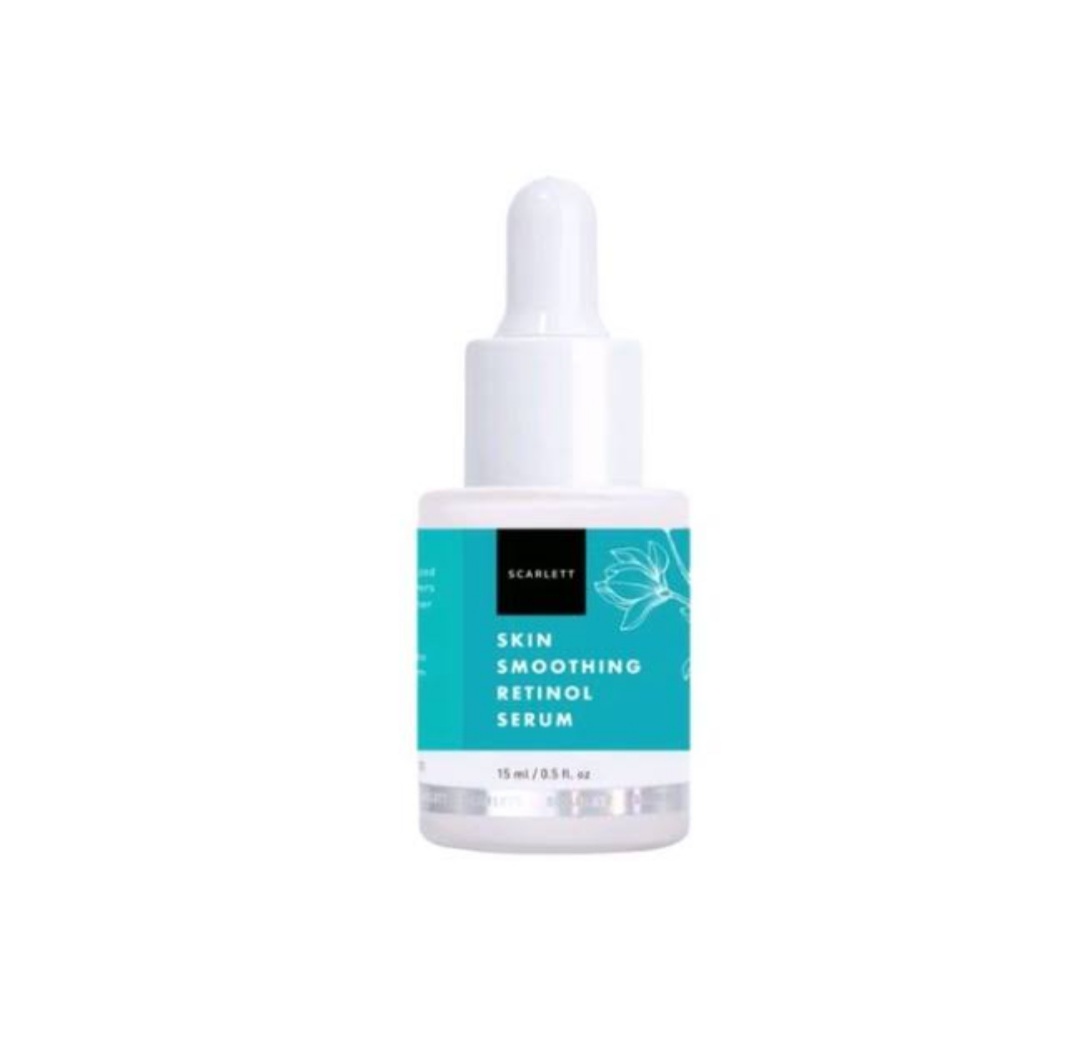 SCARLETT
SKIN
SMOOTHING
RETINOL
SERUM
15 ml / 0.5 fl. oz